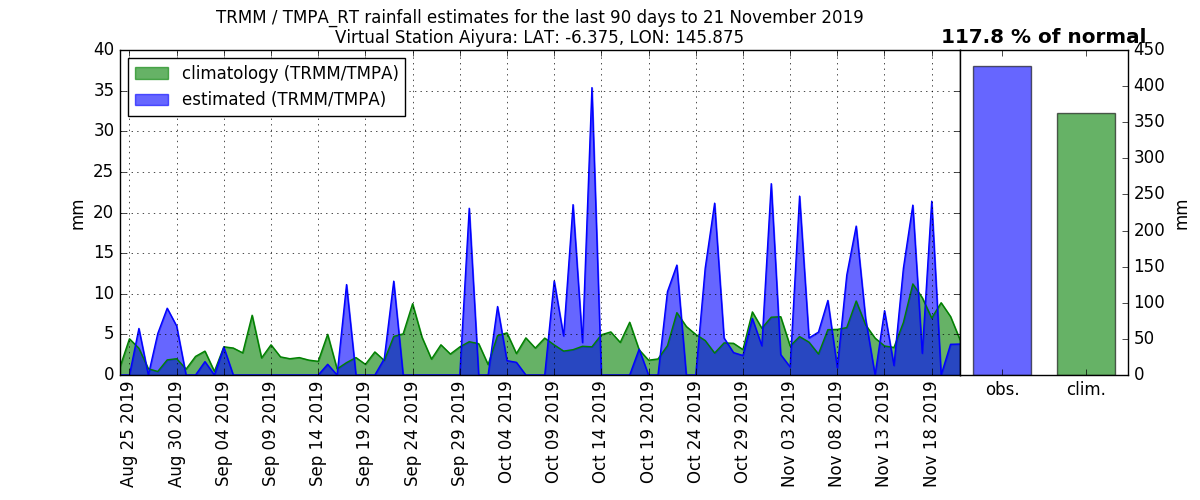 TRMM / TMPA_RT rainfall estimates for the last 90 days to 21 November 2019
Virtual Station Aiyura: LAT: -6.375, LON: 145.875
117.8 % of normal
climatology (TRMM/TMPA)
estimated (TRMM/TMPA)
40
35
30
25
20
15
10
5
0
mm
Aug 25 2019
Aug 30 2019
Sep 04 2019
Sep 09 2019
Sep 14 2019
Sep 19 2019
Sep 24 2019
Sep 29 2019
Oct 04 2019
Oct 09 2019
Oct 14 2019
Oct 19 2019
Oct 24 2019
Oct 29 2019
Nov 03 2019
Nov 08 2019
Nov 13 2019
Nov 18 2019
450
400
350
300
250
200
150
100
50
0
mm
obs.
clim.